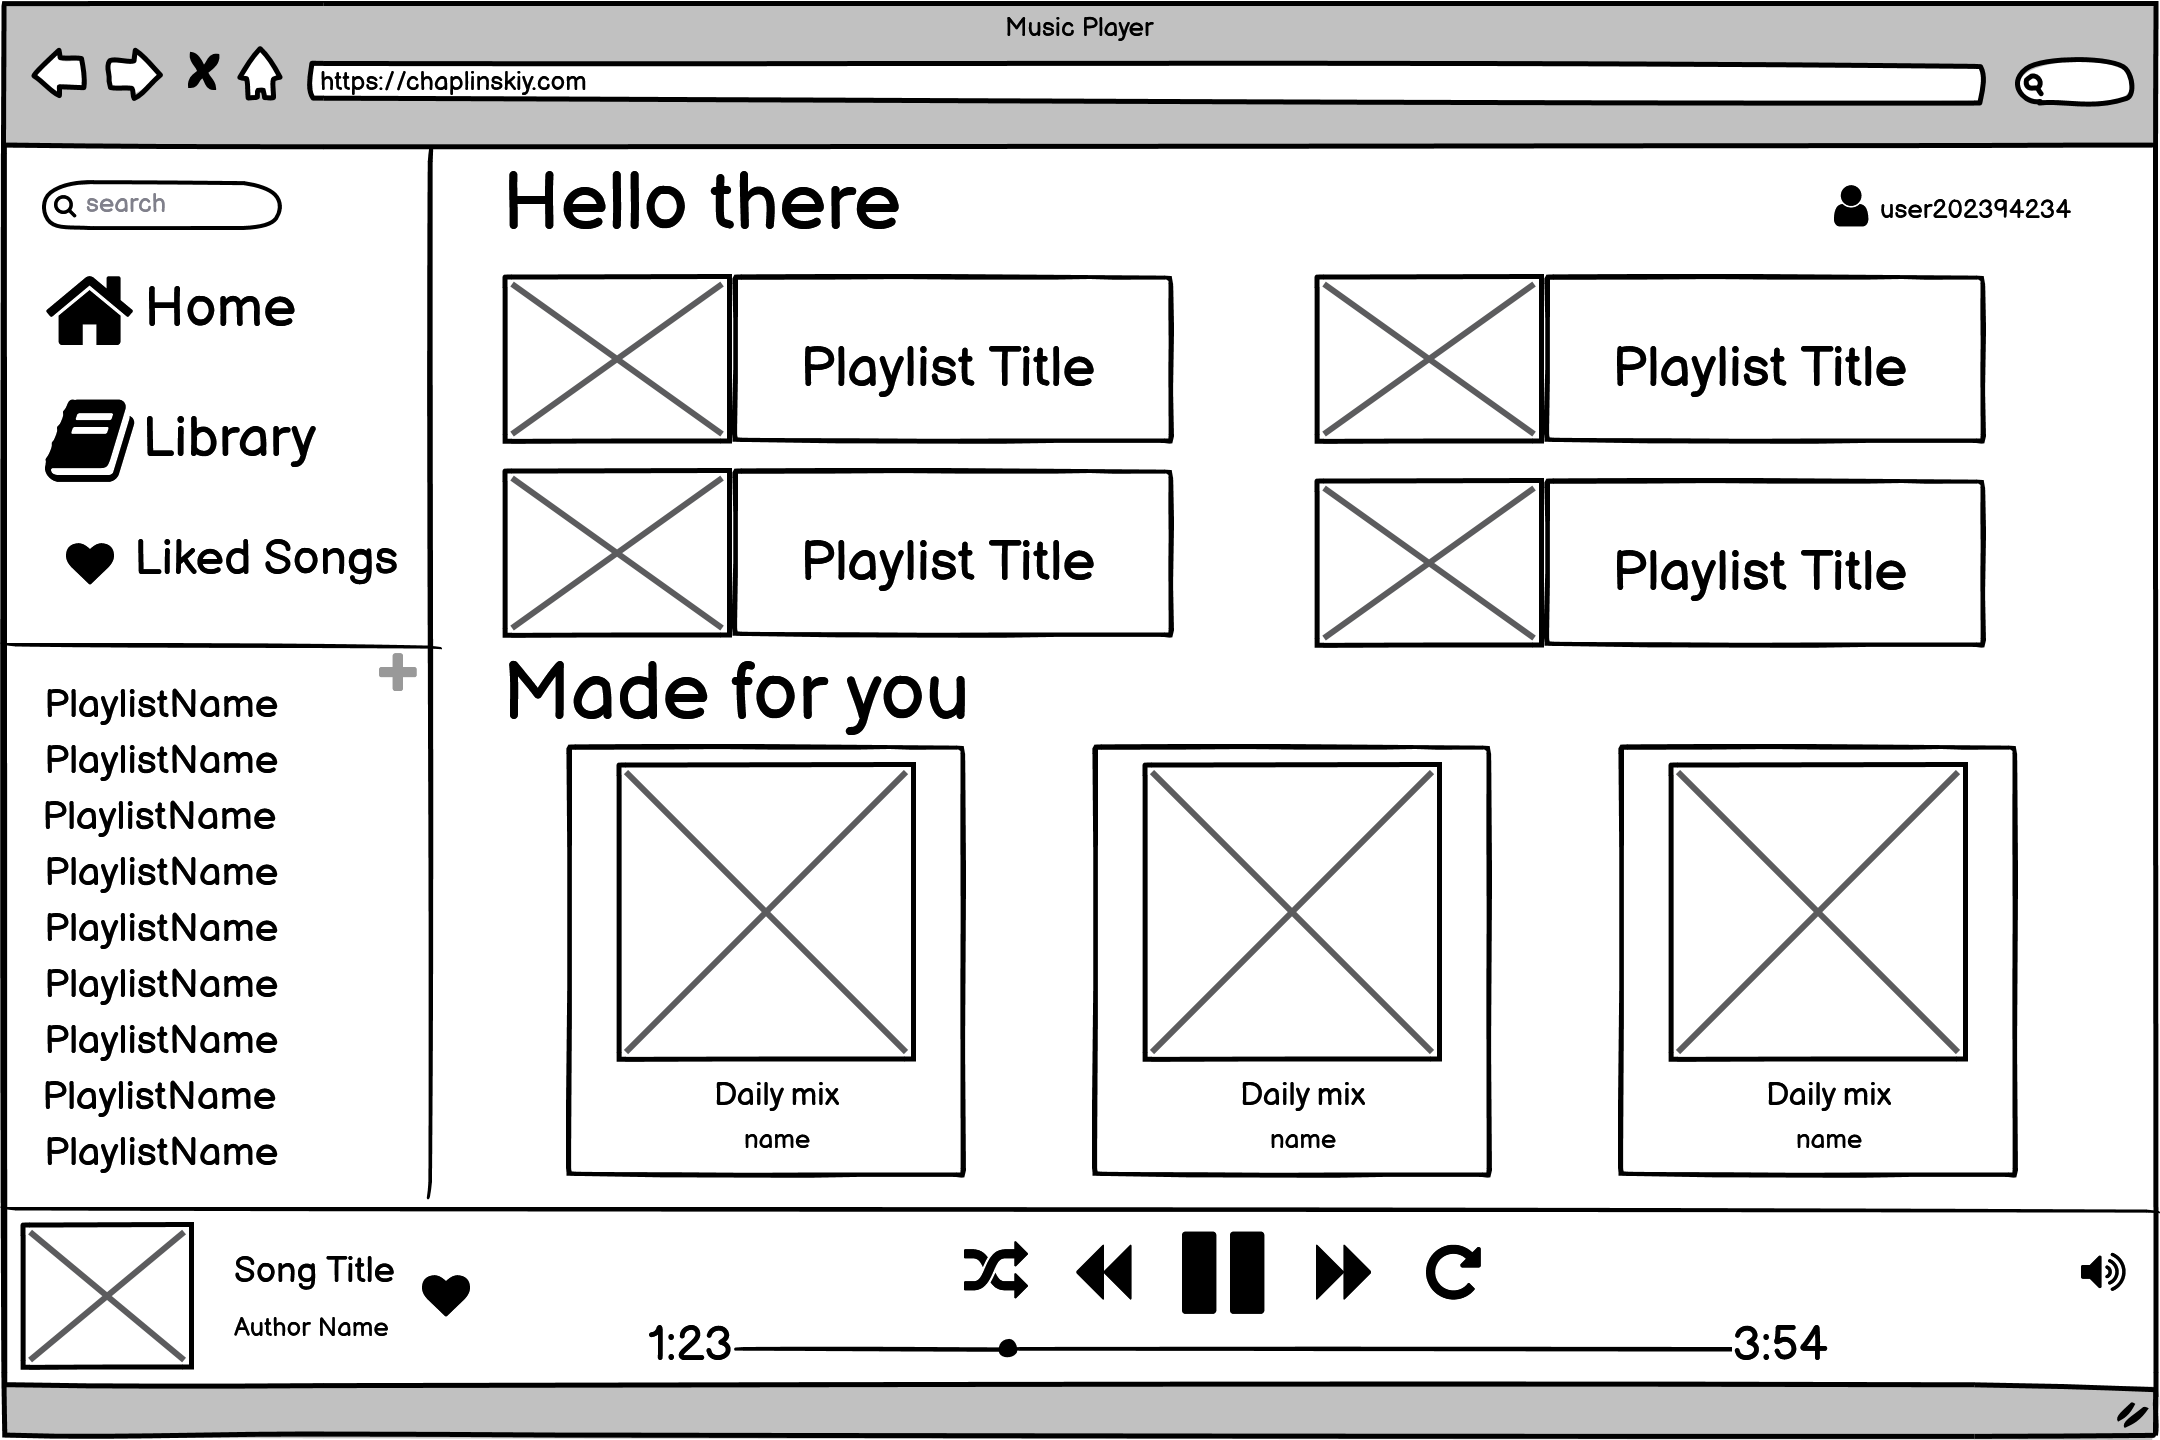 Music Player
https://chaplinskiy.com
search
Home
Library
Liked Songs
PlaylistName
PlaylistName
PlaylistName
PlaylistName
PlaylistName
PlaylistName
PlaylistName
PlaylistName
PlaylistName
Hello there
user202394234
Playlist Title
Playlist Title
Playlist Title
Playlist Title
Made for you
Daily mix
name
Daily mix
name
Daily mix
name
Song Title
Author Name
1:23
3:54